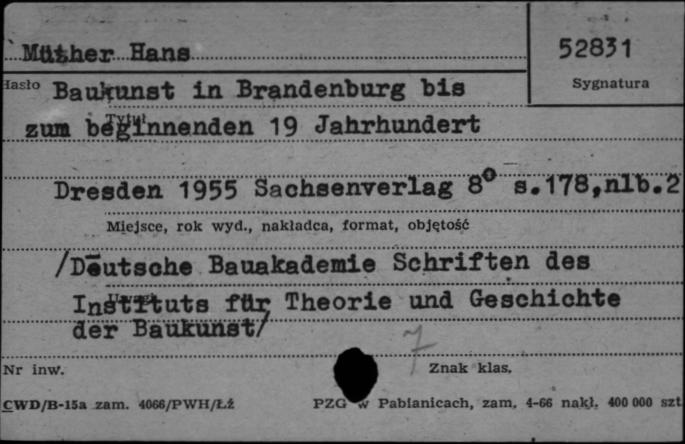 Müther Hans
52831
Hasło
Sygnatura
Baukunst in Brandenburg bis
Tytuł
zum beginnenden 19 Jahrhundert
Dresden 1955 Sachsenverlag 8° s.178,nlb.2
Miejsce, rok wyd., nakładca, format, objętość
/Deutsche Bauakademie Schriften des
Uwagi
Instituts für Theorie und Geschichte
der Baukunst/
7
Nr inw.
Znak klas.
CWD/B-15a zam. 4066/PWH/Łź
PZG w Pabianicach, zam. 4-66 nakł. 400 000 szt